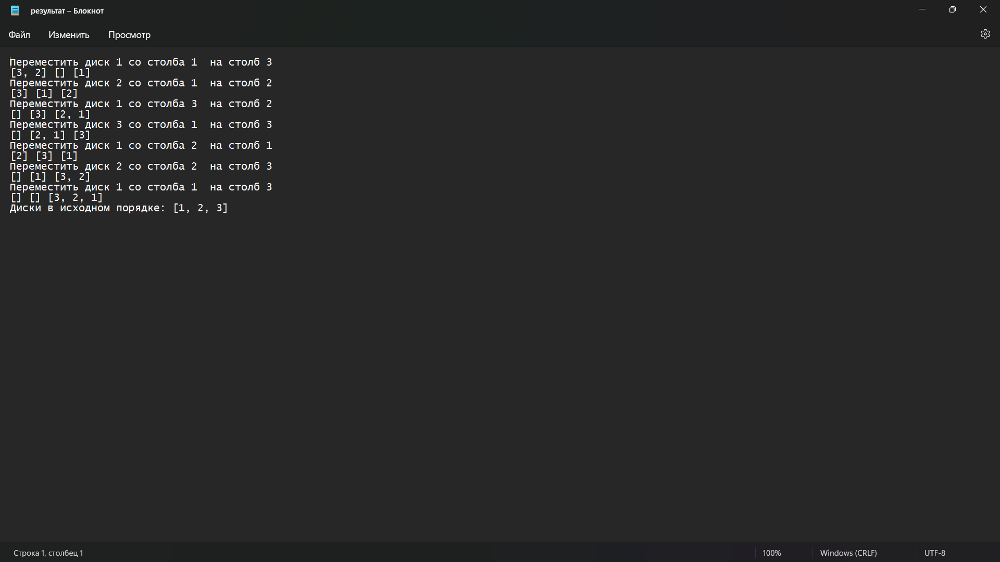 результат – Блокнот
Файл Изменить Просмотр
Переместить диск 1 со столба 1  на столб 3
[3, 2] [] [1]
Переместить диск 2 со столба 1  на столб 2
[3] [1] [2]
Переместить диск 1 со столба 3  на столб 2
[] [3] [2, 1]
Переместить диск 3 со столба 1  на столб 3
[] [2, 1] [3]
Переместить диск 1 со столба 2  на столб 1
[2] [3] [1]
Переместить диск 2 со столба 2  на столб 3
[] [1] [3, 2]
Переместить диск 1 со столба 1  на столб 3
[] [] [3, 2, 1]
Диски в исходном порядке: [1, 2, 3]
Строка 1, столбец 1 100% Windows (CRLF) UTF-8